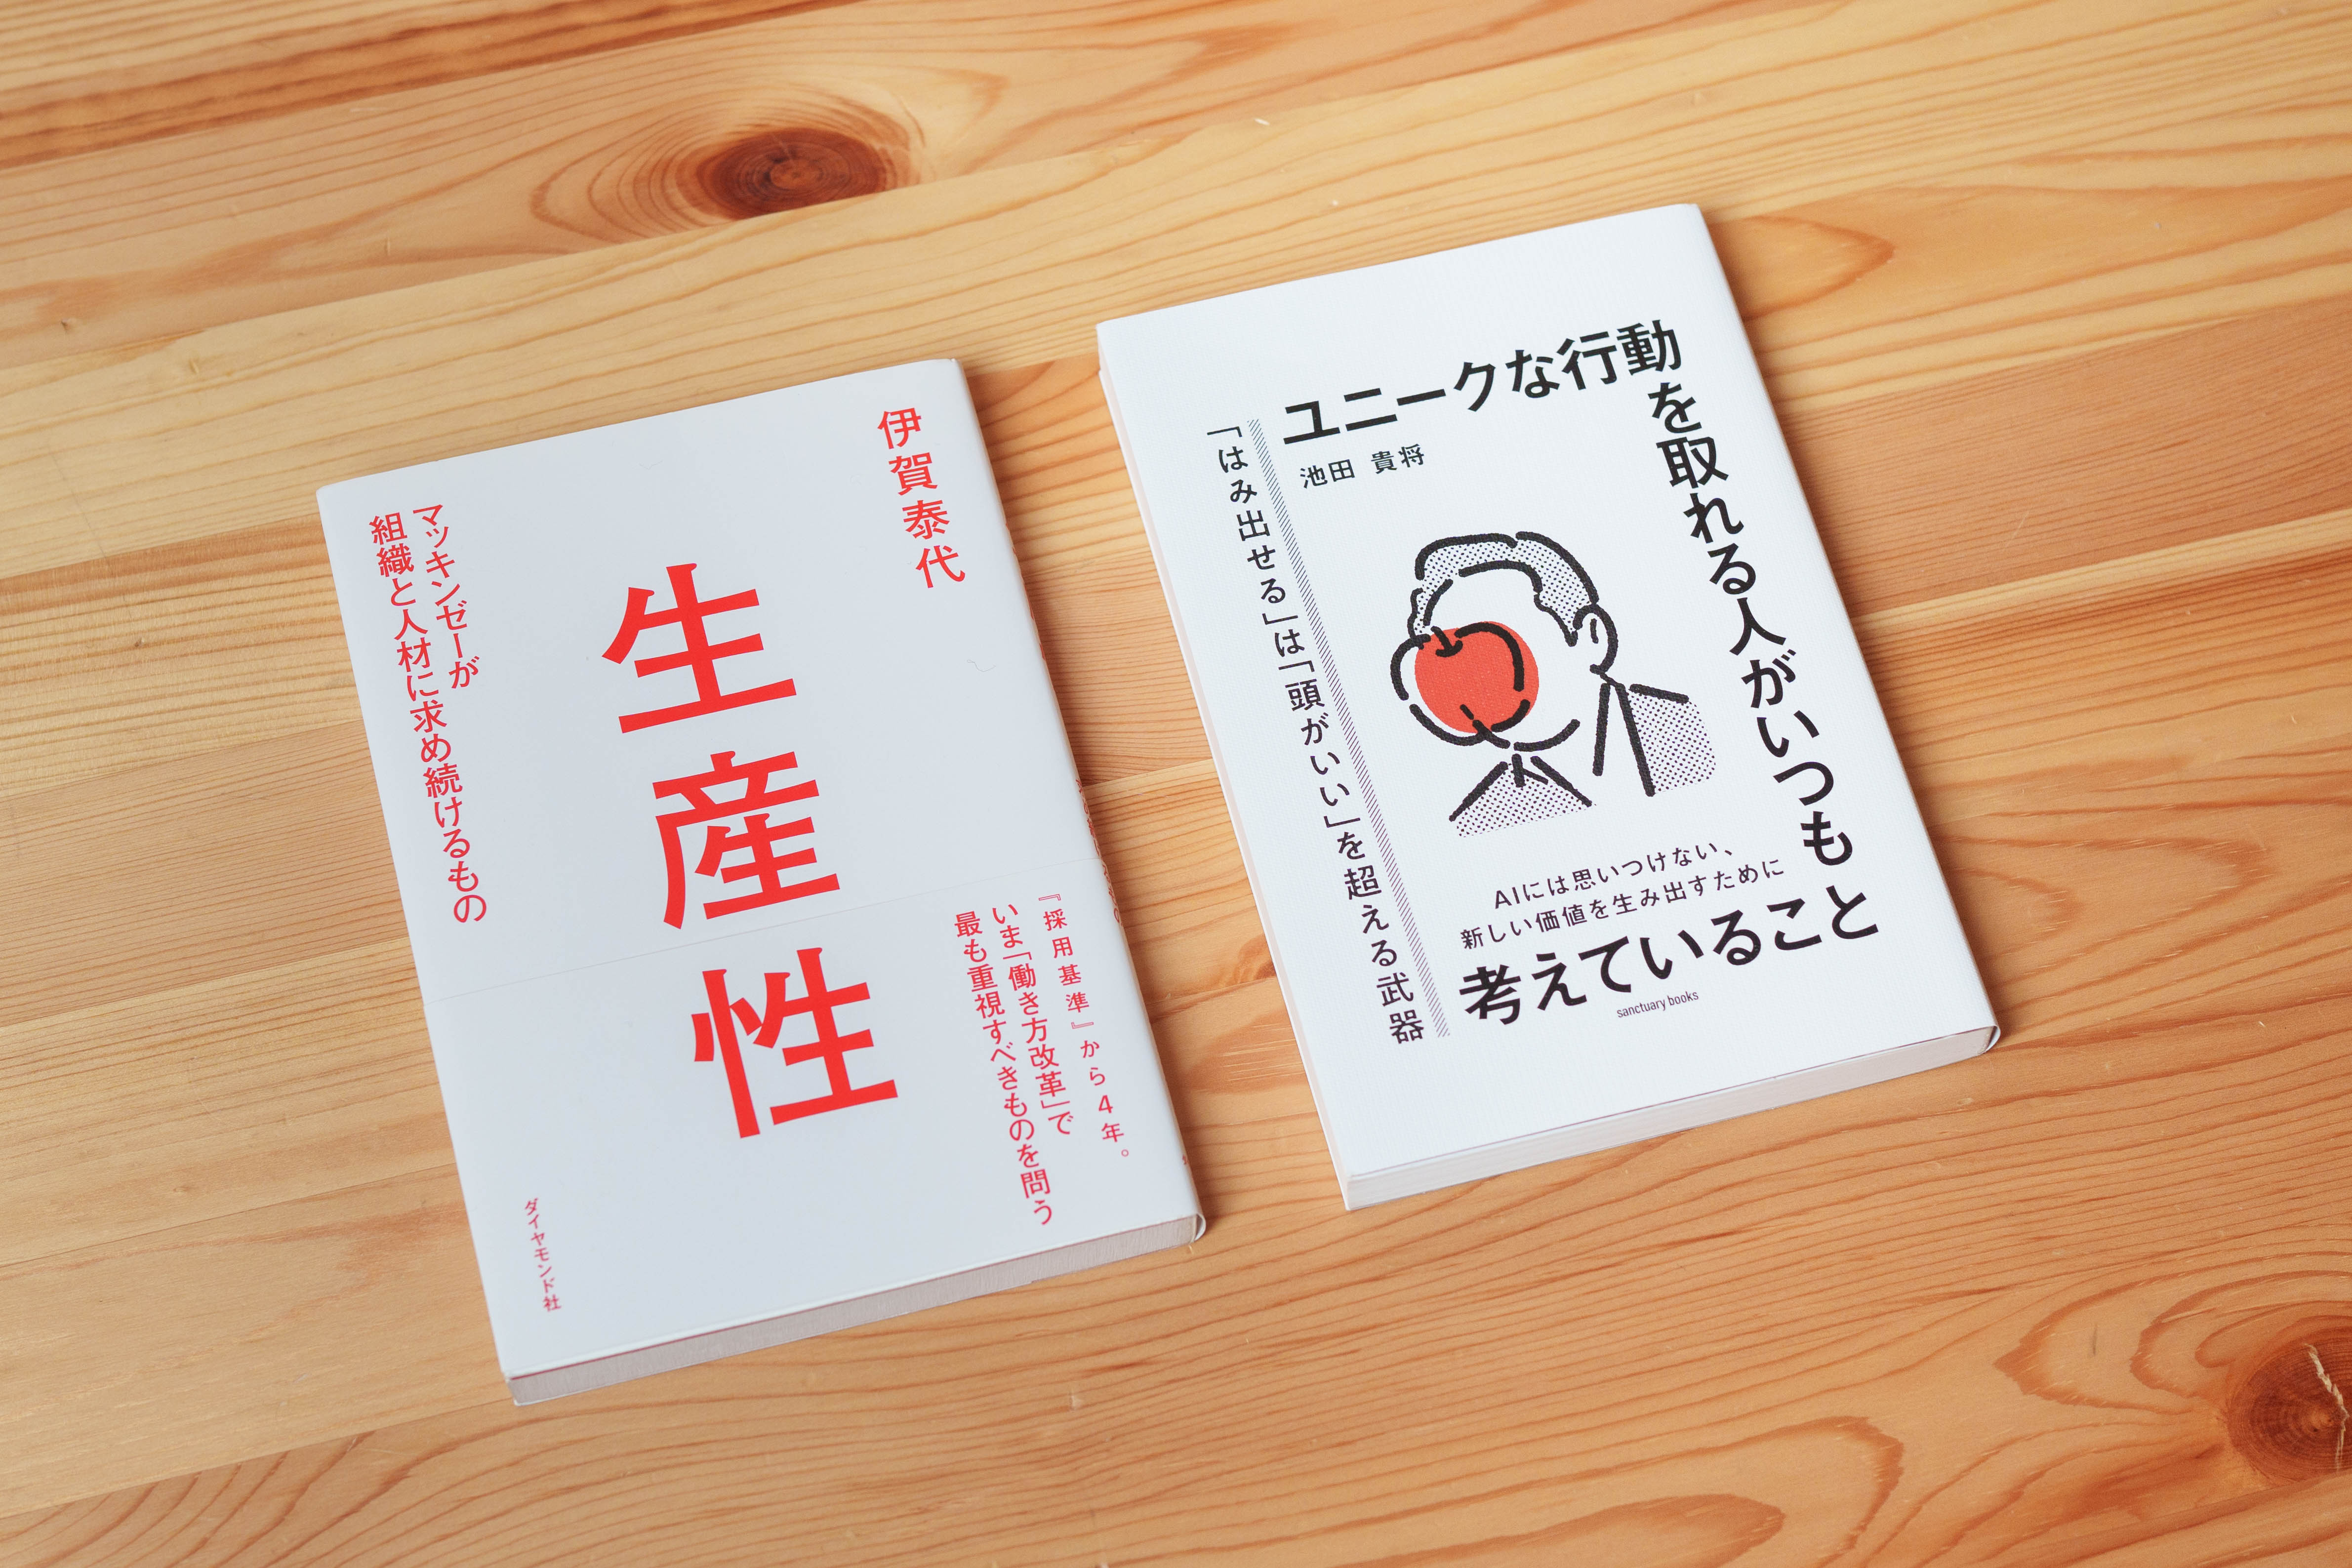 伊賀泰代
生産性
マッキンゼーが
組織と人材に求め続けるもの
『採用基準』から4年。
いま「働き方改革」で
最も重視すべきものを問う
ダイヤモンド社
ユニークな行動
を取れる人がいつも
考えていること
池田 貴将
「はみ出せる」は「頭がいい」を超える武器
AIには思いつけない、
新しい価値を生み出すために
sanctuary books